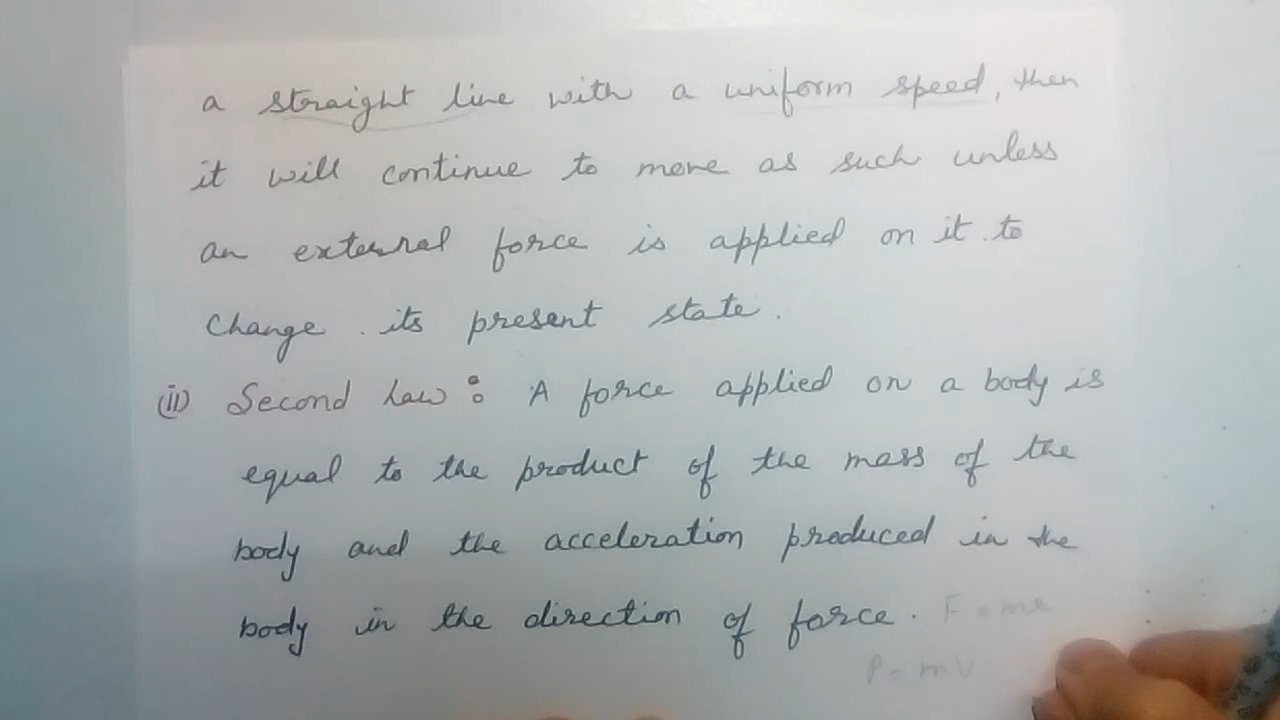 a straight line with a uniform speed, then
it will continue to move as such unless
an external force is applied on it to
change its present state.
(ii) Second Law : A force applied on a body is
equal to the product of the mass of the
body and the acceleration produced in the
body in the direction of force. F = ma
P = mv